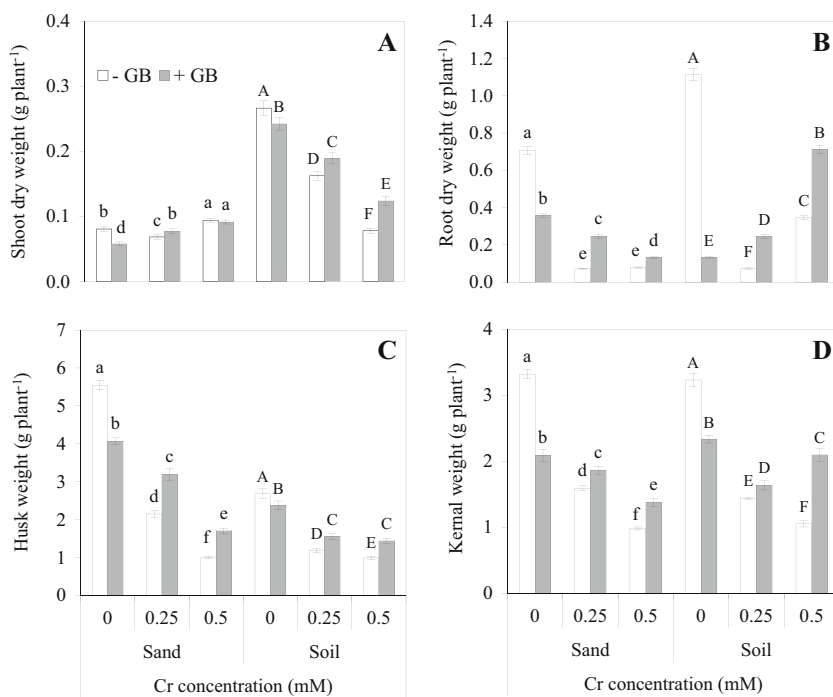 A
Shoot dry weight (g plant⁻¹)
0.4
0.3
0.2
0.1
0.0
- GB + GB
b d c b a a A B D C F E
B
Root dry weight (g plant⁻¹)
1.4
1.2
1.0
0.8
0.6
0.4
0.2
0.0
a b e c e d A E F D C B
C
Husk weight (g plant⁻¹)
7
6
5
4
3
2
1
0
a b d c f e A B D C E C
0 0.25 0.5 0 0.25 0.5
Sand Soil
Cr concentration (mM)
D
Kernal weight (g plant⁻¹)
4
3
2
1
0
a b d c f e A B E D F C
0 0.25 0.5 0 0.25 0.5
Sand Soil
Cr concentration (mM)